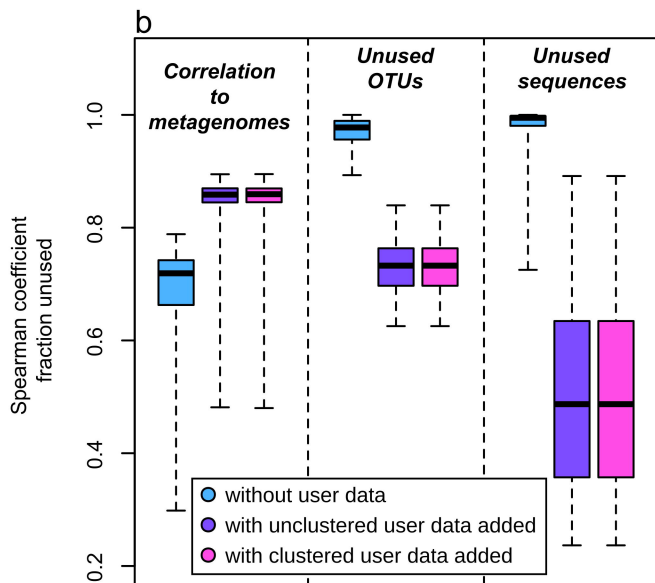 b
Correlation
to
metagenomes
Unused
OTUs
Unused
sequences
Spearman coefficient
fraction unused
1.0
0.8
0.6
0.4
0.2
without user data
with unclustered user data added
with clustered user data added